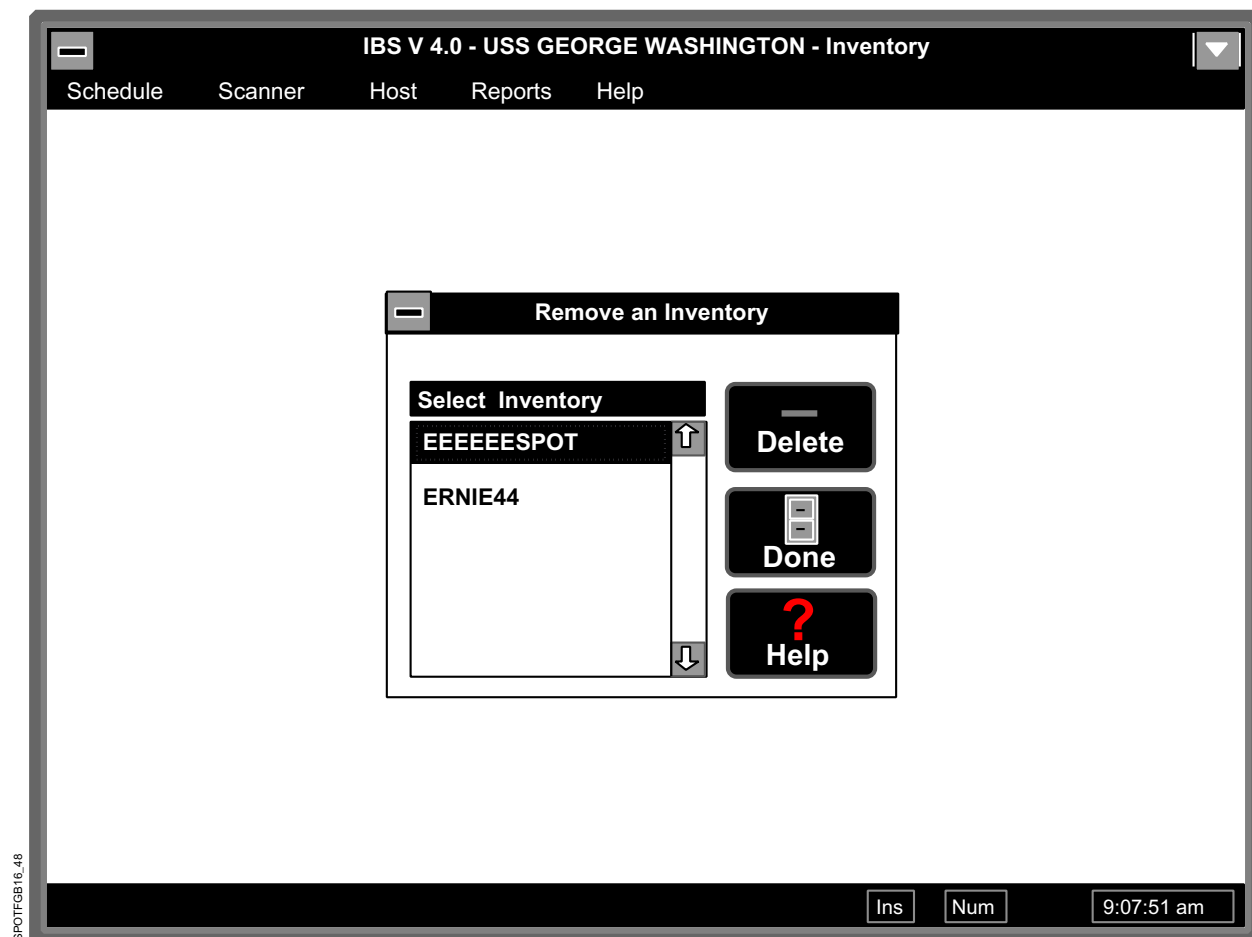 IBS V 4.0 - USS GEORGE WASHINGTON - Inventory
Schedule Scanner Host Reports Help
Remove an Inventory
Select Inventory
EEEEEESPOT
ERNIE44
Delete
Done
?
Help
Ins Num 9:07:51 am
SPOTFGB16_48